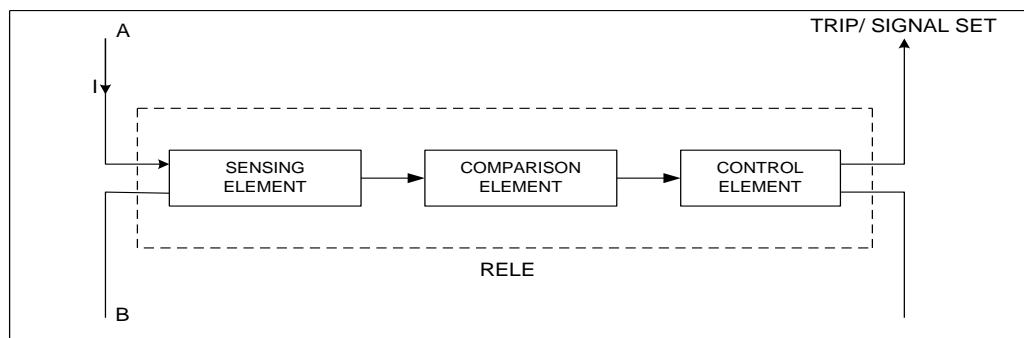 A
TRIP/ SIGNAL SET
I
SENSING
ELEMENT
COMPARISON
ELEMENT
CONTROL
ELEMENT
RELE
B